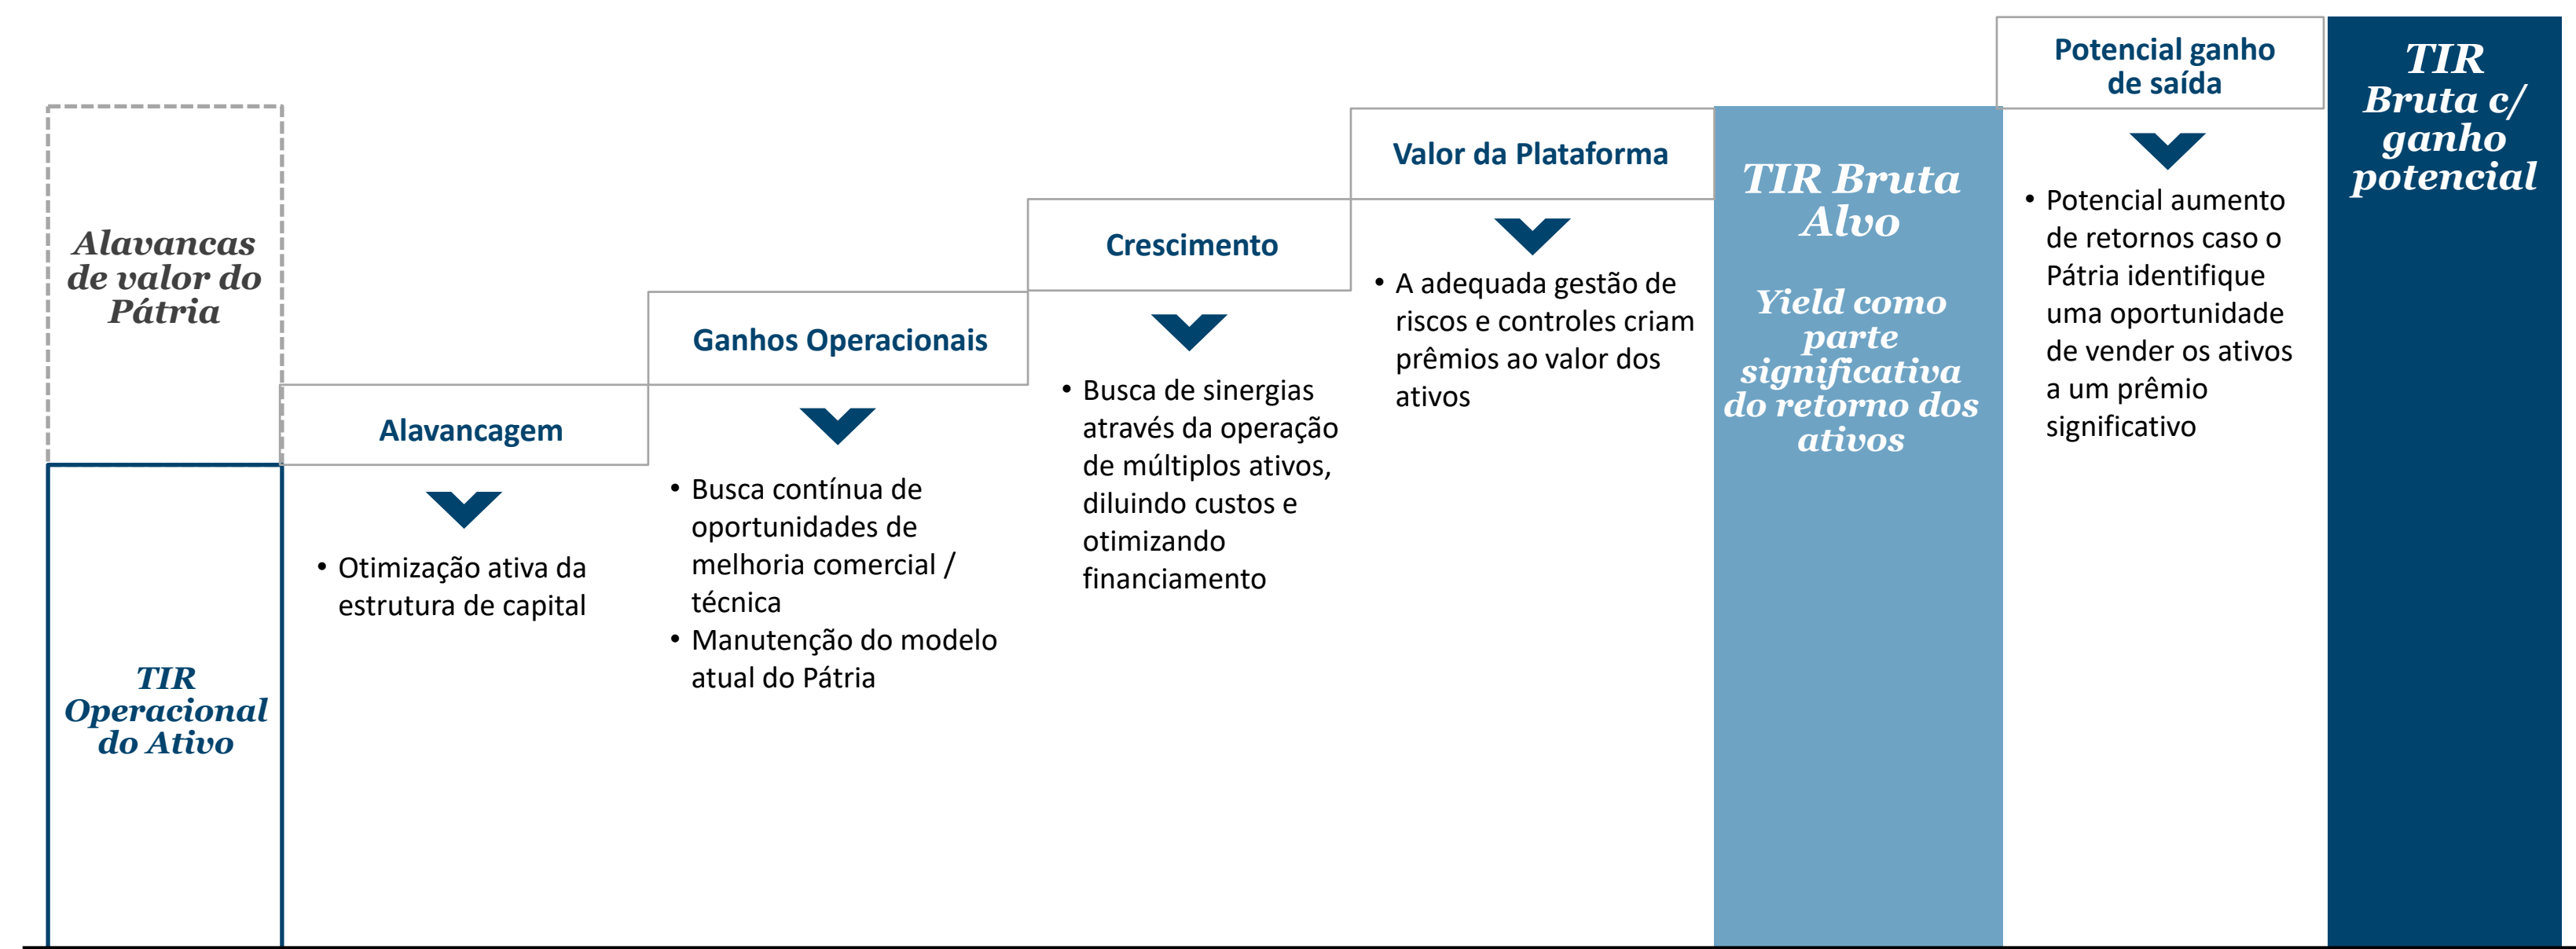 Alavancas
de valor do
Pátria
TIR
Operacional
do Ativo
Alavancagem
• Otimização ativa da
estrutura de capital
Ganhos Operacionais
• Busca contínua de
oportunidades de
melhoria comercial /
técnica
• Manutenção do modelo
atual do Pátria
Crescimento
• Busca de sinergias
através da operação
de múltiplos ativos,
diluindo custos e
otimizando
financiamento
Valor da Plataforma
• A adequada gestão de
riscos e controles criam
prêmios ao valor dos
ativos
TIR Bruta
Alvo
Yield como
parte
significativa
do retorno dos
ativos
Potencial ganho
de saída
• Potencial aumento
de retornos caso o
Pátria identifique
uma oportunidade
de vender os ativos
a um prêmio
significativo
TIR
Bruta c/
ganho
potencial